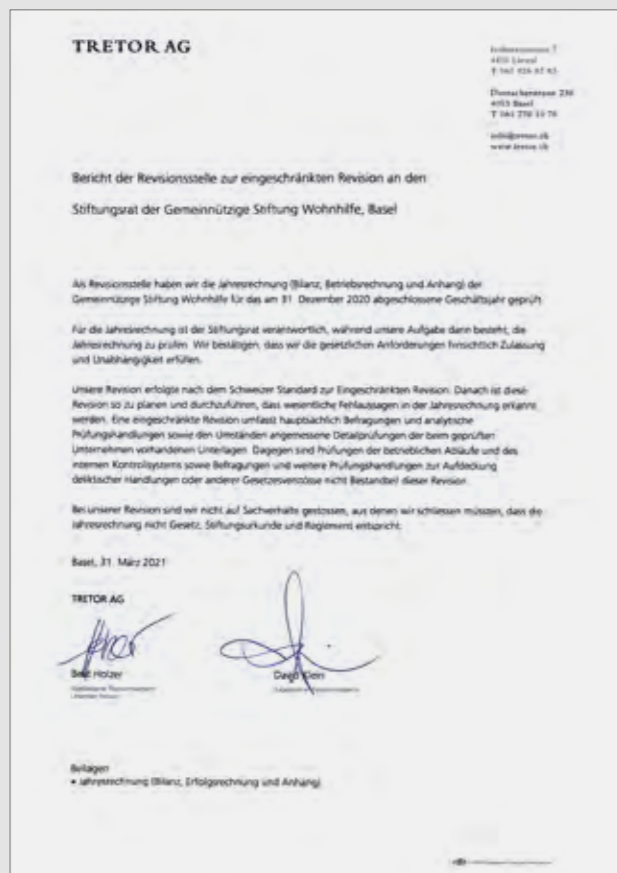 TRETOR AG
4410 Liestal
4053 Basel
Bericht der Revisionsstelle zur eingeschränkten Revision an den
Stiftungsrat der Gemeinnützige Stiftung Wohnhilfe, Basel
Als Revisionsstelle haben wir die Jahresrechnung (Bilanz, Betriebsrechnung und Anhang) der
Gemeinnützige Stiftung Wohnhilfe für das am 31. Dezember 2020 abgeschlossene Geschäftsjahr geprüft.
Für die Jahresrechnung ist der Stiftungsrat verantwortlich, während unsere Aufgabe darin besteht, die
Jahresrechnung zu prüfen. Wir bestätigen, dass wir die gesetzlichen Anforderungen hinsichtlich Zulassung
und Unabhängigkeit erfüllen.
Unsere Revision erfolgte nach dem Schweizer Standard zur Eingeschränkten Revision. Danach ist diese
Revision so zu planen und durchzuführen, dass wesentliche Fehlaussagen in der Jahresrechnung erkannt
werden. Eine eingeschränkte Revision umfasst hauptsächlich Befragungen und analytische
Prüfungshandlungen sowie den Umständen angemessene Detailprüfungen der beim geprüften
Unternehmen vorhandenen Unterlagen. Dagegen sind Prüfungen der betrieblichen Abläufe und des
internen Kontrollsystems sowie Befragungen und weitere Prüfungshandlungen zur Aufdeckung
deliktischer Handlungen oder anderer Gesetzesverstösse nicht Bestandteil dieser Revision.
Bei unserer Revision sind wir nicht auf Sachverhalte gestossen, aus denen wir schliessen müssten, dass die
Jahresrechnung nicht Gesetz, Stiftungsurkunde und Reglement entspricht.
Basel, 31. März 2021
TRETOR AG
Holzer
David Klein
Beilagen
• Jahresrechnung (Bilanz, Erfolgsrechnung und Anhang)